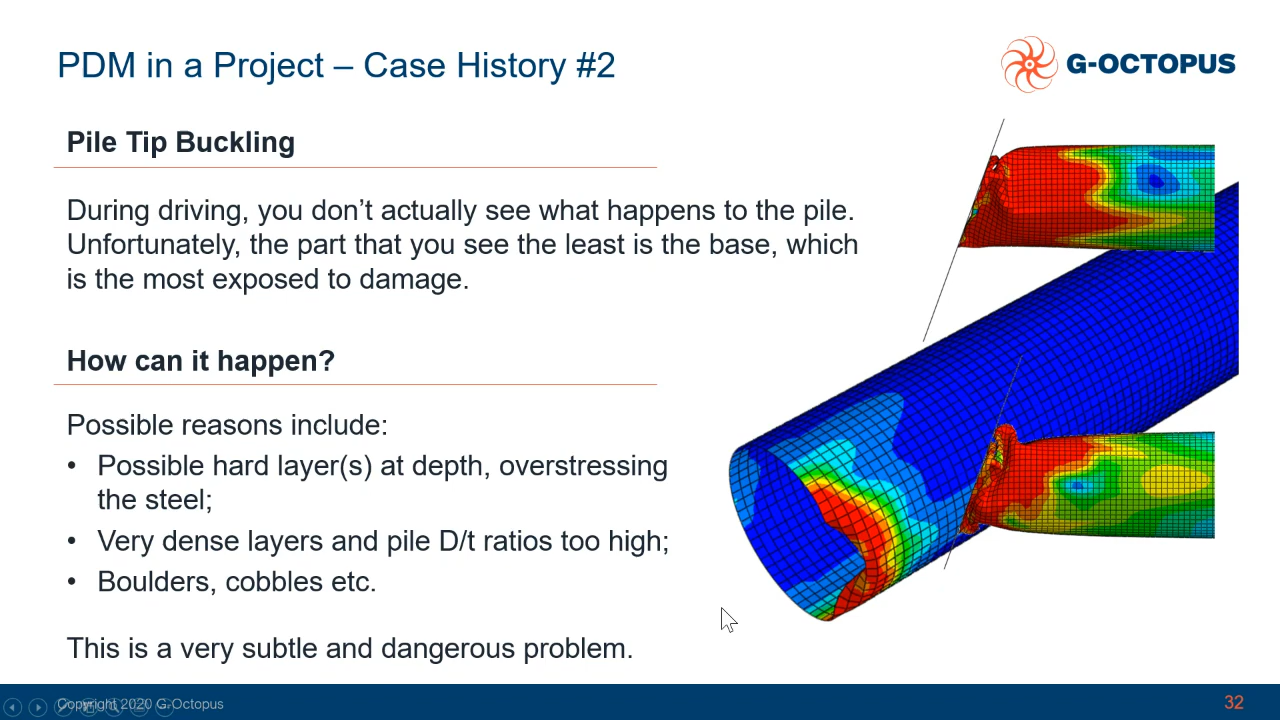 PDM in a Project – Case History #2
G-OCTOPUS
Pile Tip Buckling
During driving, you don’t actually see what happens to the pile.
Unfortunately, the part that you see the least is the base, which
is the most exposed to damage.
How can it happen?
Possible reasons include:
• Possible hard layer(s) at depth, overstressing
the steel;
• Very dense layers and pile D/t ratios too high;
• Boulders, cobbles etc.
This is a very subtle and dangerous problem.
Copyright 2020 G-Octopus
32